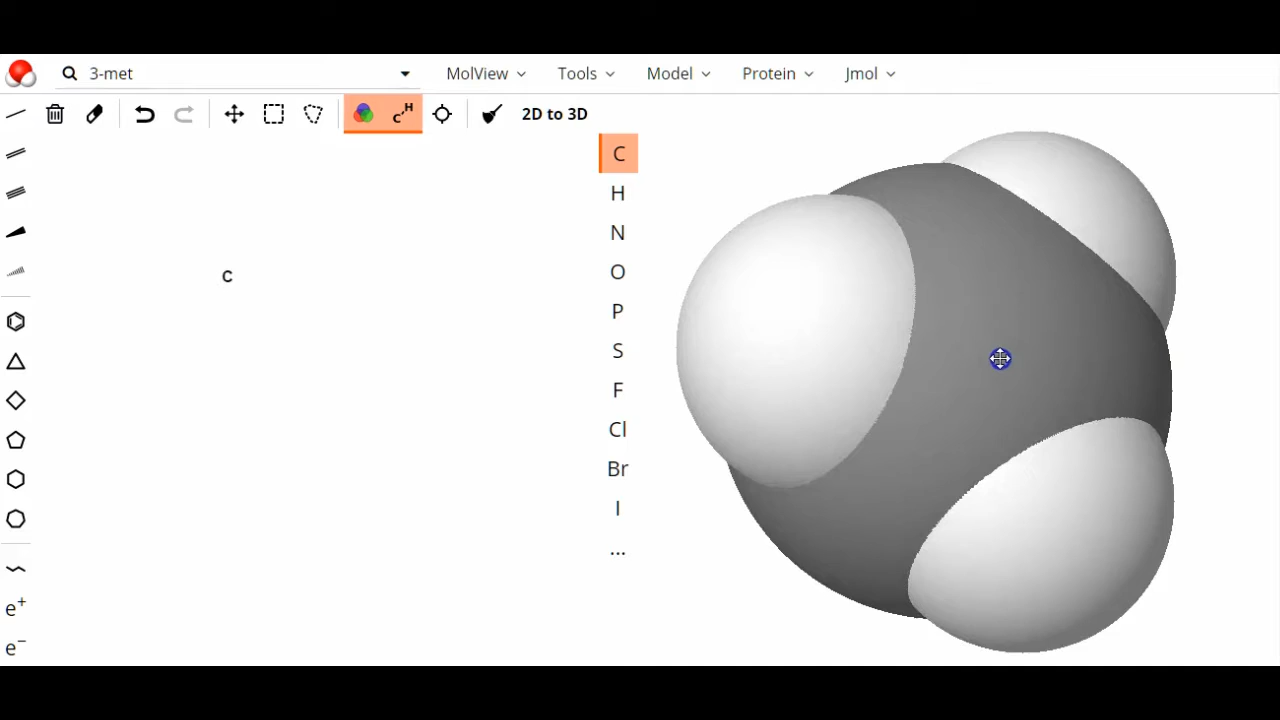 3-met
MolView Tools Model Protein Jmol
C H 2D to 3D
C
H
N
O
P
S
F
Cl
Br
I
...
C
e+
e−